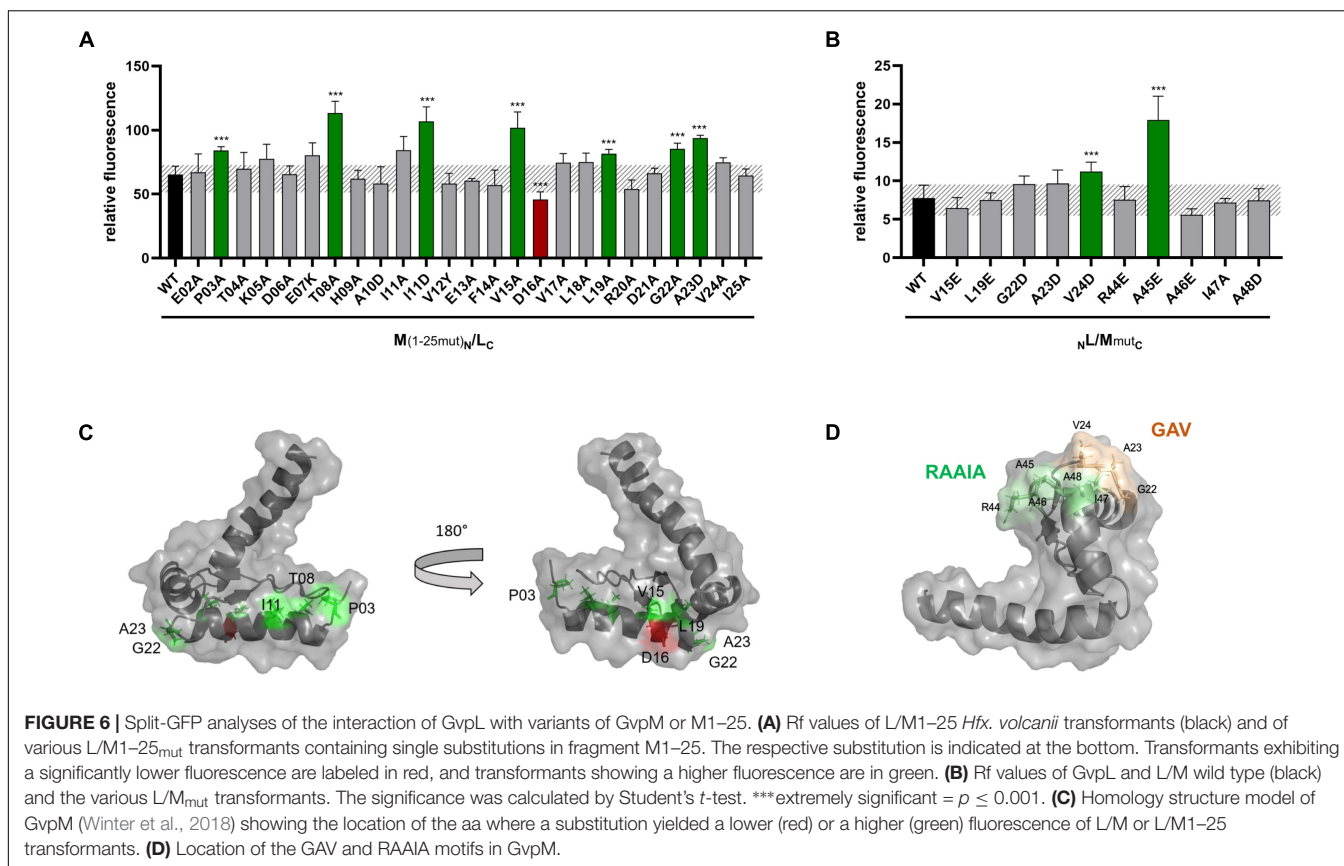 A
relative fluorescence
150
100
50
0
***
***
***
***
***
***
***
***
WT
E02A
P03A
T04A
K05A
D06A
E07K
T08A
H09A
A10D
I11A
I11D
V12Y
E13A
F14A
V15A
D16A
V17A
L18A
L19A
R20A
D21A
G22A
A23D
V24A
I25A
M(1-25mut)N/LC
B
relative fluorescence
25
20
15
10
5
0
***
***
WT
V15E
L19E
G22D
A23D
V24D
R44E
A45E
A46E
I47A
A48D
NL/MmutC
C
T08
I11
P03
A23
G22
180°
P03
V15
L19
A23
D16
G22
D
V24
GAV
A23
RAAIA
A45
A48
G22
R44
A46
I47
FIGURE 6 | Split-GFP analyses of the interaction of GvpL with variants of GvpM or M1–25. (A) Rf values of L/M1–25 Hfx. volcanii transformants (black) and of
various L/M1–25mut transformants containing single substitutions in fragment M1–25. The respective substitution is indicated at the bottom. Transformants exhibiting
a significantly lower fluorescence are labeled in red, and transformants showing a higher fluorescence are in green. (B) Rf values of GvpL and L/M wild type (black)
and the various L/Mmut transformants. The significance was calculated by Student's t-test. ***extremely significant = p ≤ 0.001. (C) Homology structure model of
GvpM (Winter et al., 2018) showing the location of the aa where a substitution yielded a lower (red) or a higher (green) fluorescence of L/M or L/M1–25
transformants. (D) Location of the GAV and RAAIA motifs in GvpM.